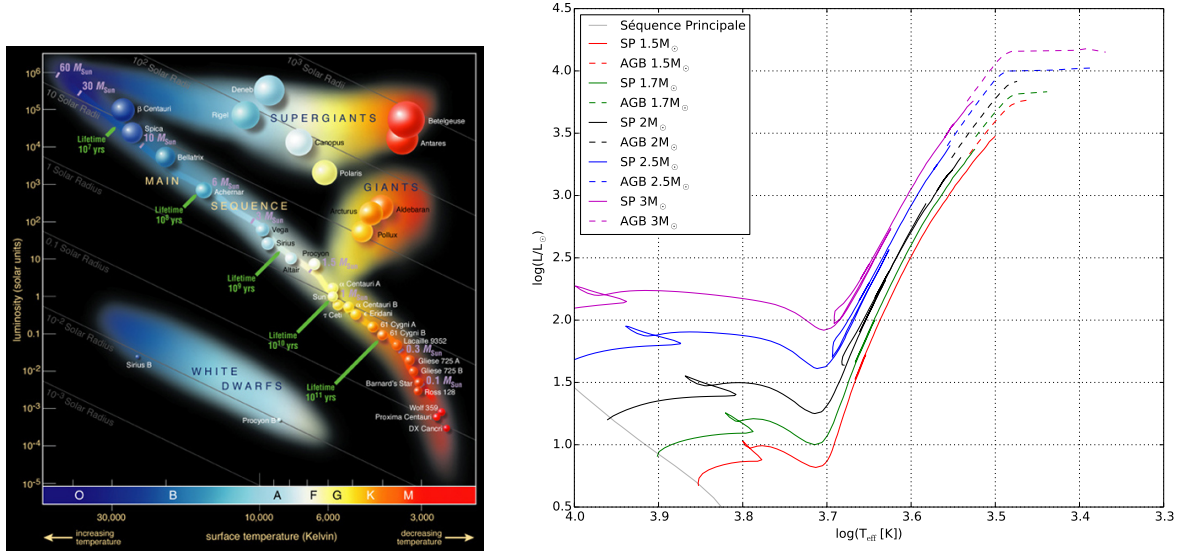 luminosity (solar units)
10⁶
10⁵
10⁴
10³
10²
10
1
0.1
10⁻²
10⁻³
10⁻⁴
10⁻⁵
60 M Sun
30 M Sun
10² Solar Radii
10³ Solar Radii
10 Solar Radii
1 Solar Radius
0.1 Solar Radius
10⁻² Solar Radius
10⁻³ Solar Radius
Deneb
Rigel
SUPERGIANTS
Betelgeuse
Antares
Canopus
Polaris
β Centauri
Spica
10 M Sun
Lifetime
10⁷ yrs
Bellatrix
MAIN
SEQUENCE
6 M Sun
Achernar
Lifetime
10⁸ yrs
GIANTS
Arcturus
Aldebaran
Pollux
Vega
Sirius
Altair
Procyon
Lifetime
10⁹ yrs
α Centauri A
Sun
α Centauri B
τ Ceti
ε Eridani
61 Cygni A
61 Cygni B
Lacaille 9352
Lifetime
10¹⁰ yrs
0.3 M Sun
Gliese 725 A
Gliese 725 B
0.1 M Sun
Barnard's Star
Ross 128
Lifetime
10¹¹ yrs
Wolf 359
Proxima Centauri
DX Cancri
Sirius B
WHITE
DWARFS
Procyon B
O B A F G K M
30,000 10,000 6,000 3,000
increasing
temperature
surface temperature (Kelvin)
decreasing
temperature
log(L/L☉)
4.5
4.0
3.5
3.0
2.5
2.0
1.5
1.0
0.5
Séquence Principale
SP 1.5M☉
AGB 1.5M☉
SP 1.7M☉
AGB 1.7M☉
SP 2M☉
AGB 2M☉
SP 2.5M☉
AGB 2.5M☉
SP 3M☉
AGB 3M☉
4.0 3.9 3.8 3.7 3.6 3.5 3.4 3.3
log(Teff [K])